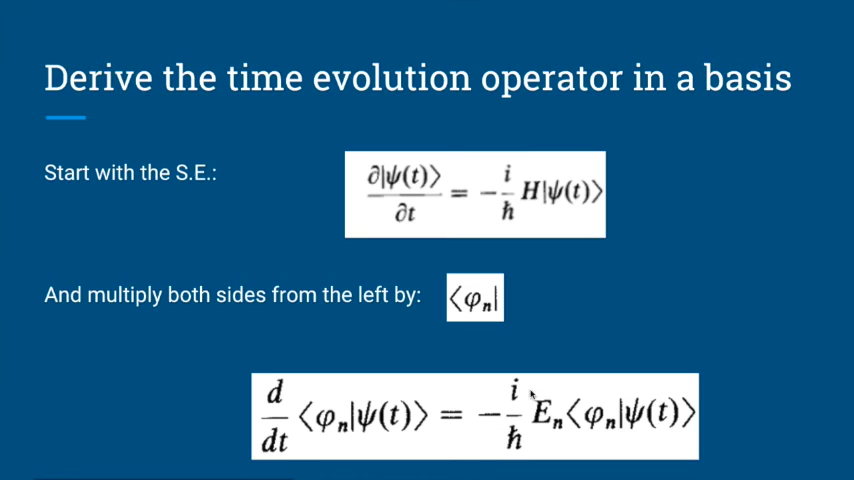 Derive the time evolution operator in a basis
Start with the S.E.:
∂|ψ(t)⟩/∂t = −i/ħ H|ψ(t)⟩
And multiply both sides from the left by: ⟨φₙ|
d/dt ⟨φₙ|ψ(t)⟩ = −i/ħ Eₙ⟨φₙ|ψ(t)⟩